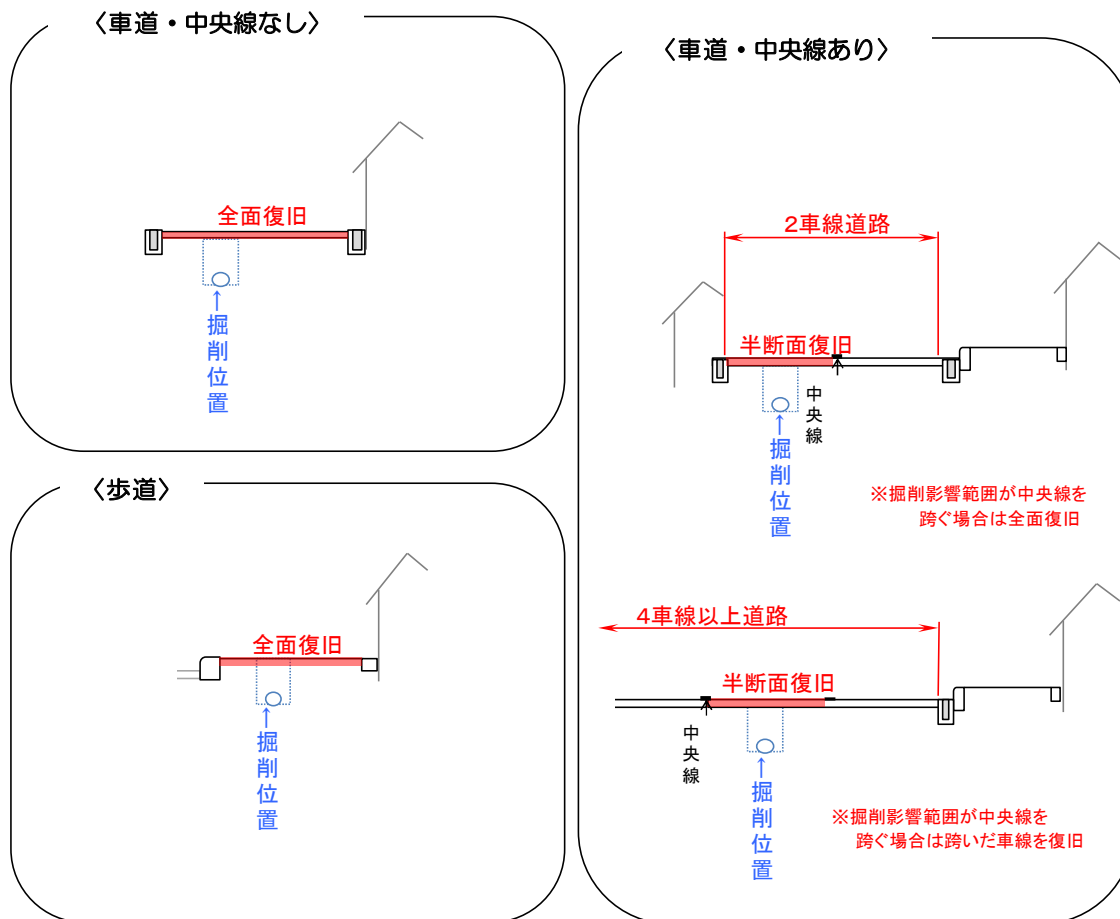 〈車道・中央線なし〉
全面復旧
↑掘削位置
〈歩道〉
全面復旧
↑掘削位置
〈車道・中央線あり〉
2車線道路
半断面復旧
中央線
↑掘削位置
※掘削影響範囲が中央線を
跨ぐ場合は全面復旧
4車線以上道路
半断面復旧
中央線
↑掘削位置
※掘削影響範囲が中央線を
跨ぐ場合は跨いだ車線を復旧